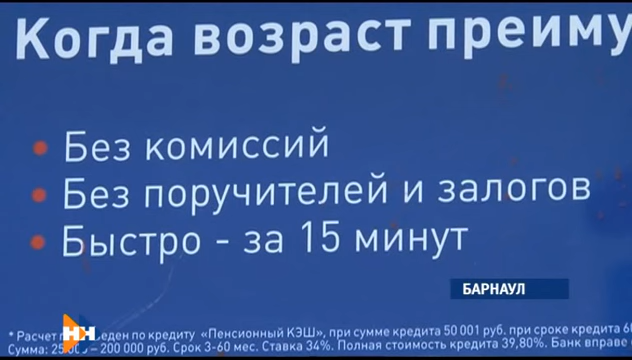 Когда возраст преиму
• Без комиссий
• Без поручителей и залогов
• Быстро - за 15 минут
БАРНАУЛ
НН
* Расчет по кредиту «Пенсионный КЭШ», при сумме кредита 50 001 руб. при сроке кредита 60
Сумма: – 200 000 руб. Срок 3-60 мес. Ставка 34%. Полная стоимость кредита 39,80%. Банк вправе